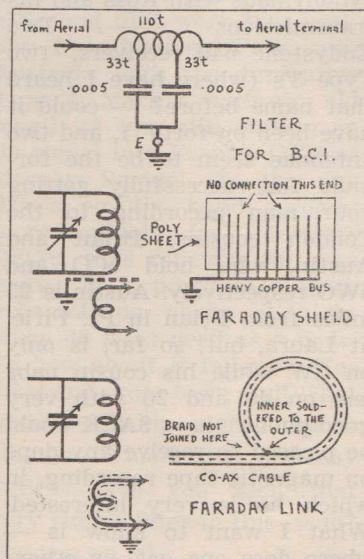 110t
from Aerial
to Aerial terminal
33t
33t
.0005
.0005
E
FILTER
FOR B.C.I.
NO CONNECTION THIS END
POLY
SHEET
HEAVY COPPER BUS
FARADAY SHIELD
BRAID NOT
JOINED HERE
INNER SOLD-
ERED TO THE
OUTER
CO-AX CABLE
FARADAY LINK